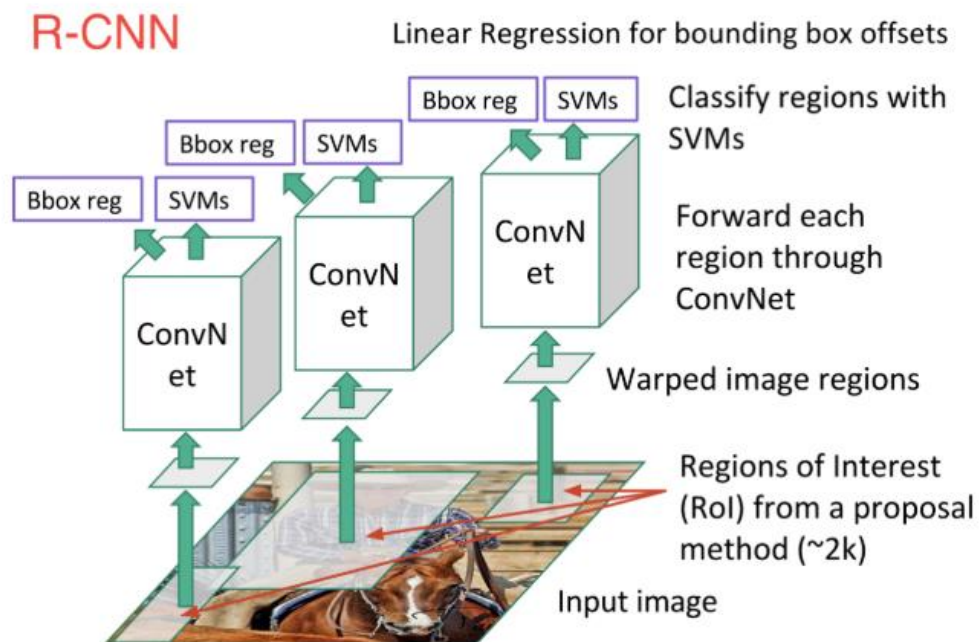 R-CNN
Linear Regression for bounding box offsets
Bbox reg
SVMs
Classify regions with
SVMs
Bbox reg
SVMs
Bbox reg
SVMs
ConvN
et
Forward each
region through
ConvNet
ConvN
et
ConvN
et
Warped image regions
Regions of Interest
(RoI) from a proposal
method (~2k)
Input image